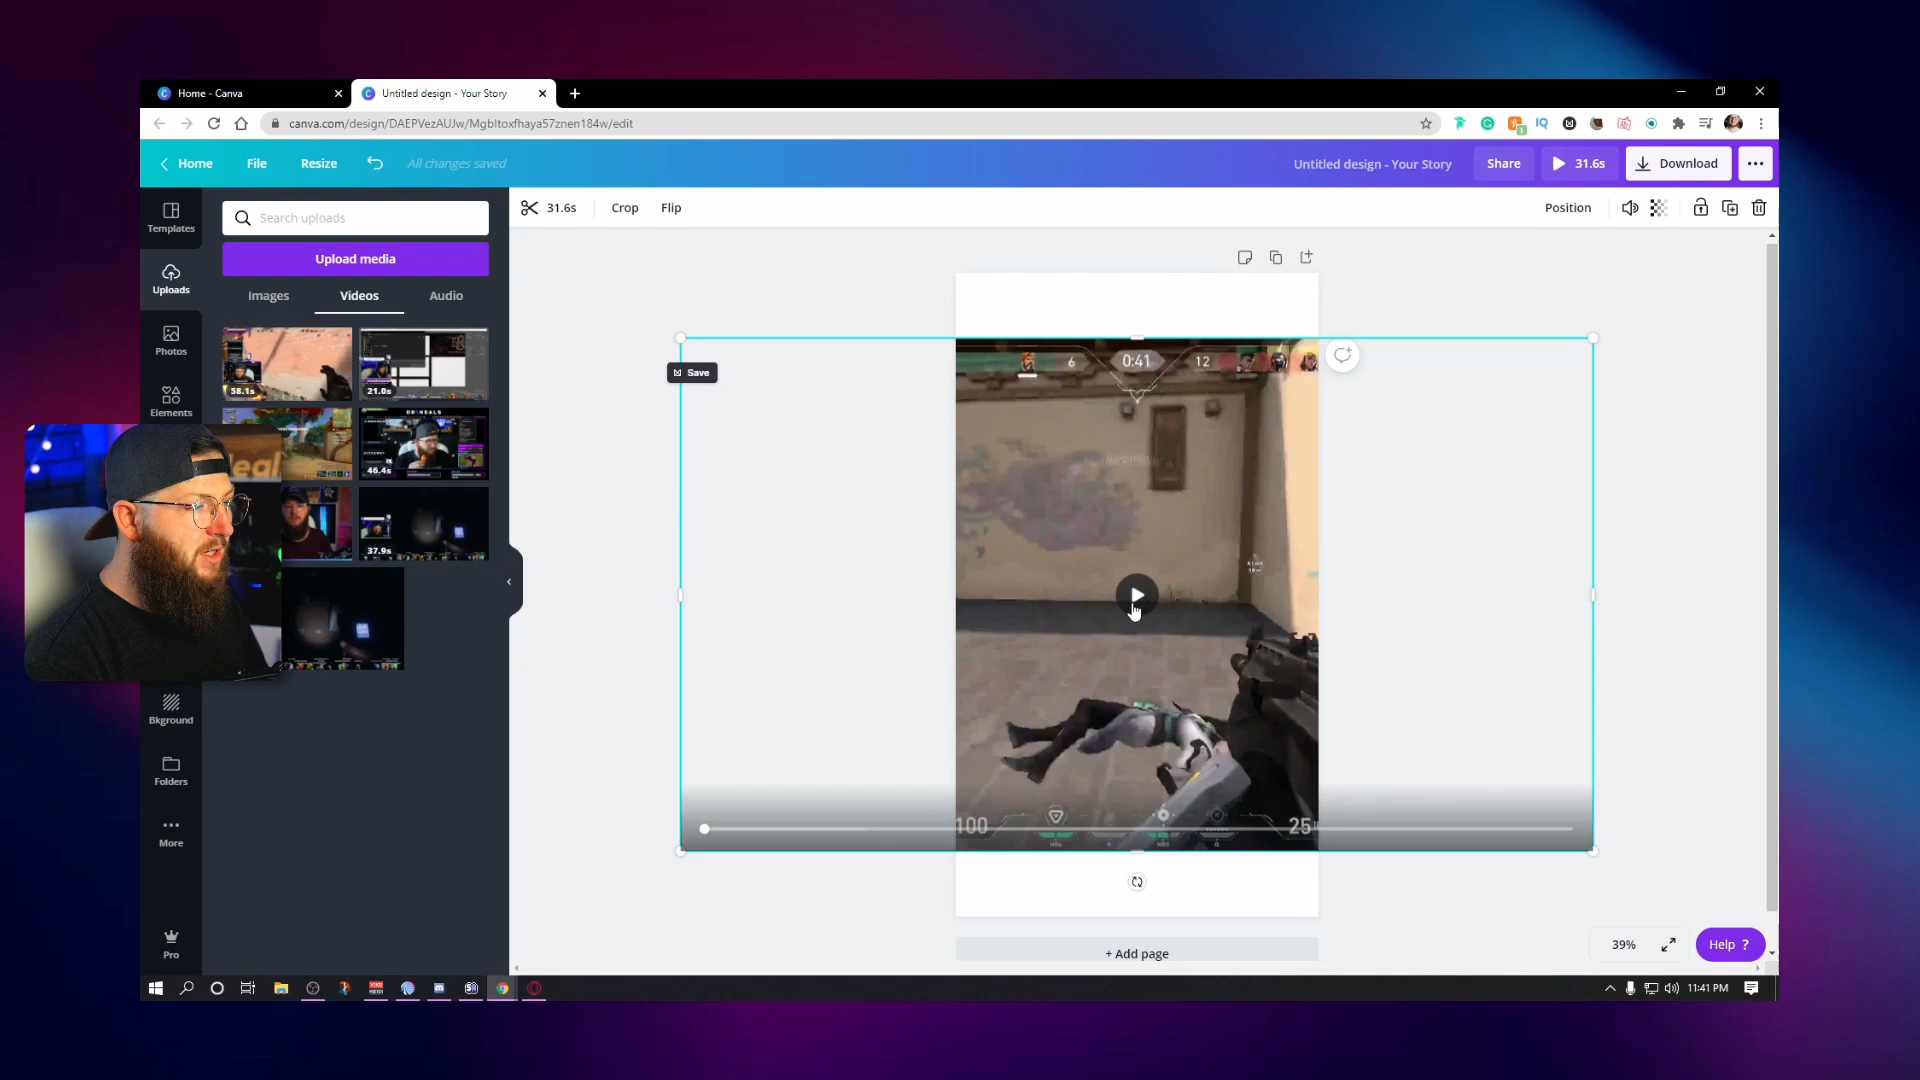 Home - Canva
Untitled design - Your Story
canva.com/design/DAEPVezAUJw/Mgbltoxfhaya57znen184w/edit
Home
File
Resize
All changes saved
Untitled design - Your Story
Share
31.6s
Download
Templates
Uploads
Photos
Elements
Bkground
Folders
More
Pro
Search uploads
Upload media
Images
Videos
Audio
58.1s
21.0s
46.4s
37.9s
31.6s
Crop
Flip
Position
Save
6
0:41
12
100
25
+ Add page
39%
Help ?
11:41 PM